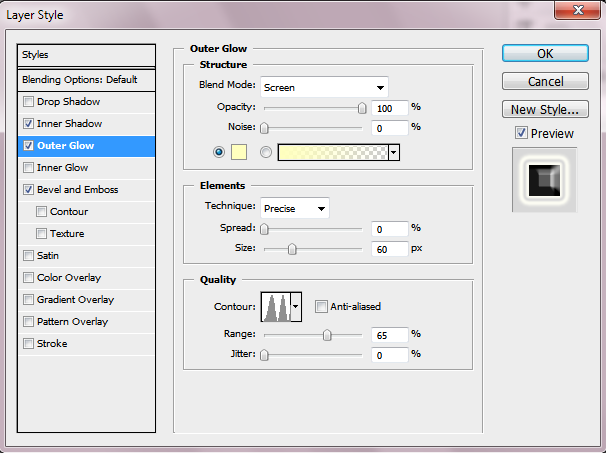 Layer Style
Styles
Blending Options: Default
Drop Shadow
Inner Shadow
Outer Glow
Inner Glow
Bevel and Emboss
Contour
Texture
Satin
Color Overlay
Gradient Overlay
Pattern Overlay
Stroke
Outer Glow
Structure
Blend Mode: Screen
Opacity: 100 %
Noise: 0 %
Elements
Technique: Precise
Spread: 0 %
Size: 60 px
Quality
Contour: Anti-aliased
Range: 65 %
Jitter: 0 %
OK
Cancel
New Style...
Preview